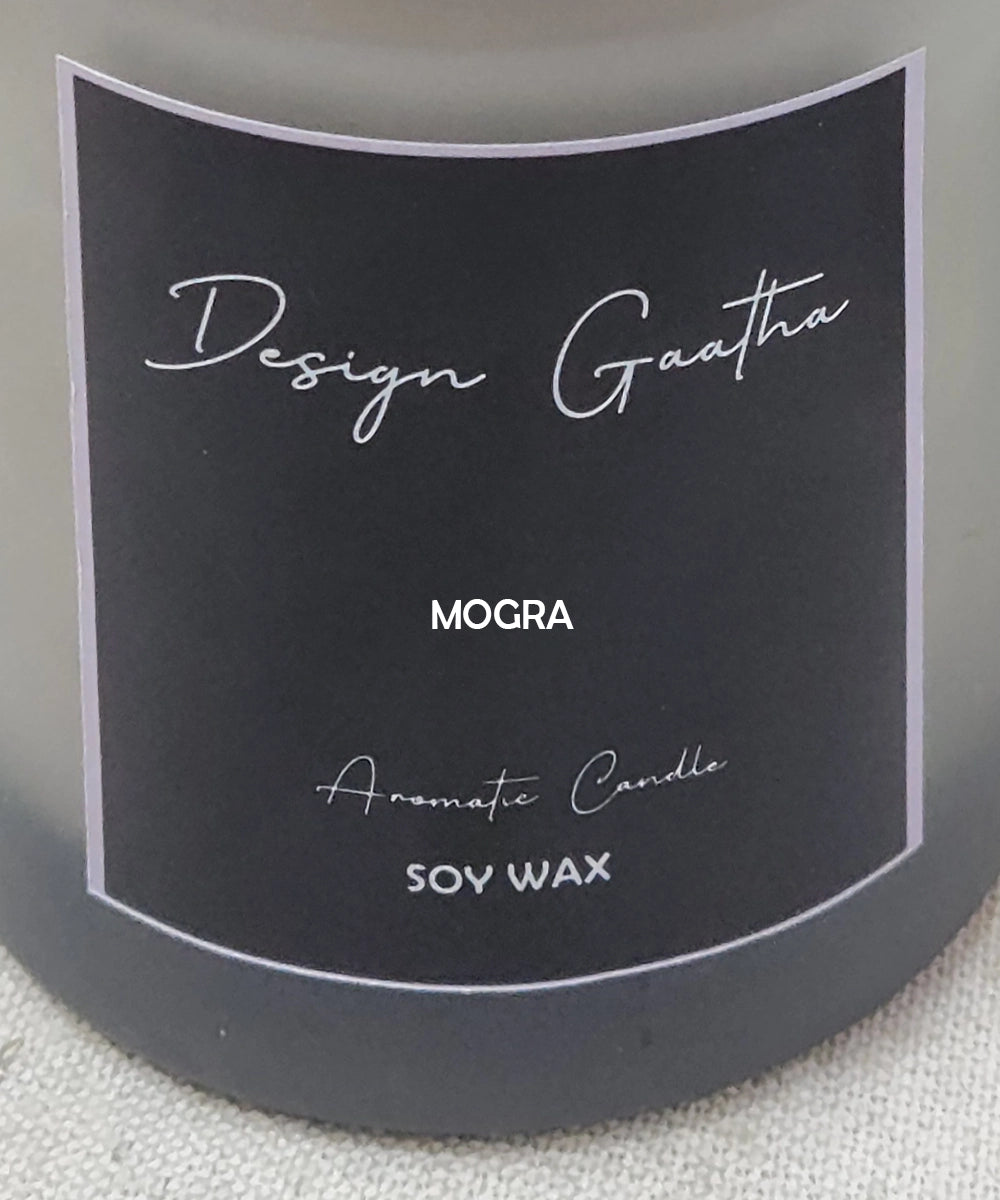 Design Gaatha
MOGRA
Aromatic Candle
SOY WAX